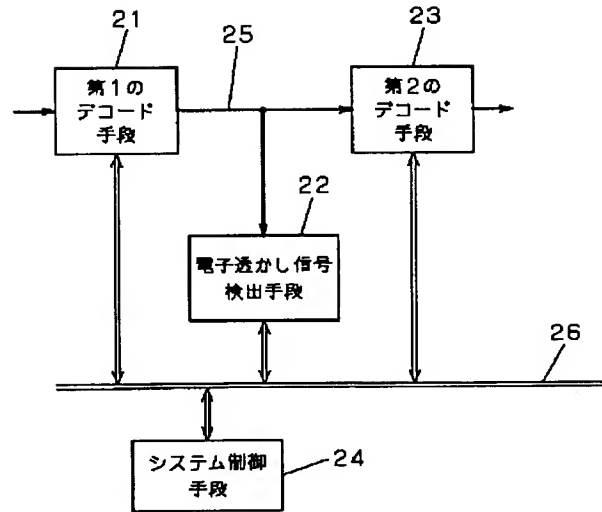 21
25
23
第1の
デコード
手段
第2の
デコード
手段
22
電子透かし信号
検出手段
26
システム制御
手段
24